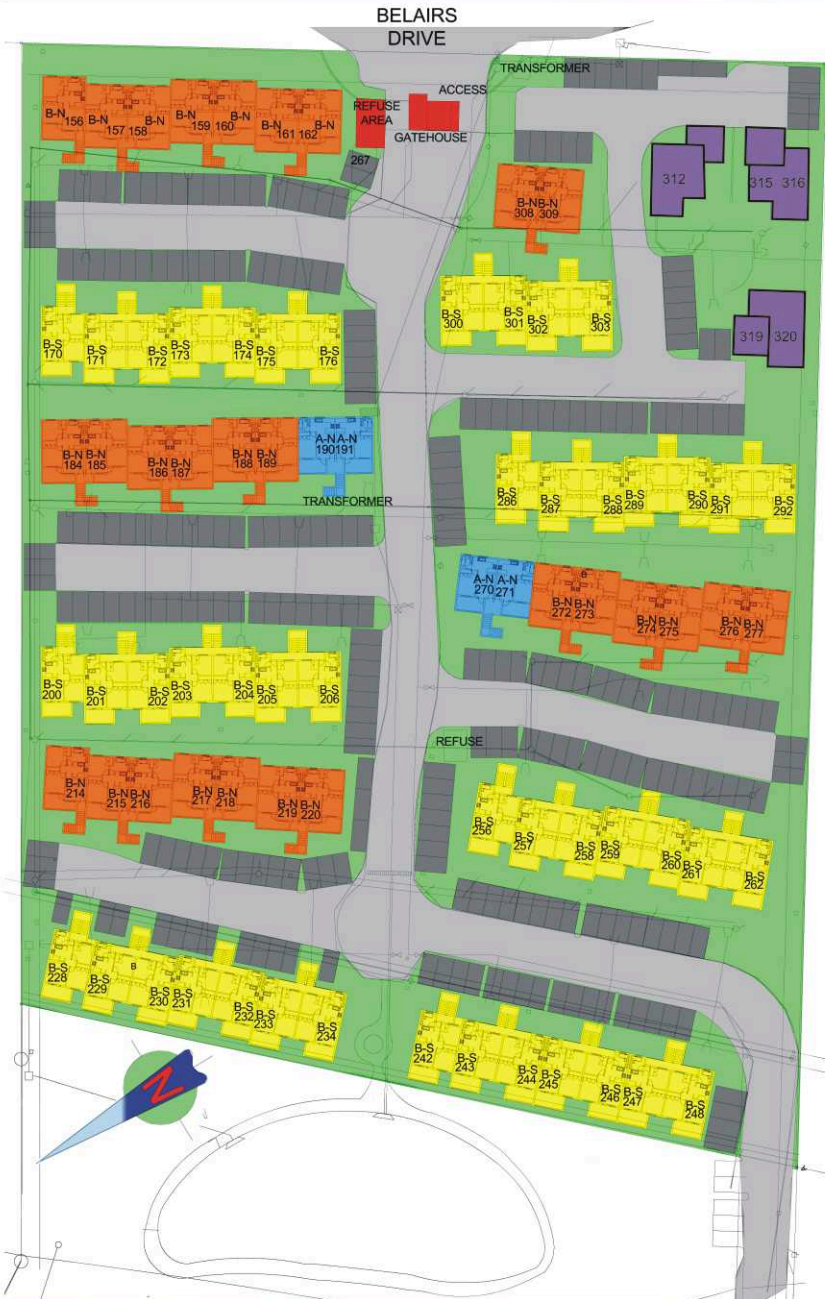 BELAIRS
DRIVE
TRANSFORMER
ACCESS
REFUSE
AREA
GATEHOUSE
267
B-N 156
B-N B-N
157 158
B-N B-N
159 160
B-N B-N
161 162
312
315 316
B-N B-N
308 309
319 320
B-S
170
B-S
171
B-S
172
B-S
173
B-S
174
B-S
175
B-S
176
B-S
300
B-S
301
B-S
302
B-S
303
B-N B-N
184 185
B-N B-N
186 187
B-N B-N
188 189
A-N A-N
190 191
TRANSFORMER
B-S
286
B-S
287
B-S
288
B-S
289
B-S
290
B-S
291
B-S
292
A-N A-N
270 271
B
B-N B-N
272 273
B-N B-N
274 275
B-N B-N
276 277
B-S
200
B-S
201
B-S
202
B-S
203
B-S
204
B-S
205
B-S
206
REFUSE
B-N
214
B-N B-N
215 216
B-N B-N
217 218
B-N B-N
219 220
B-S
256
B-S
257
B-S
258
B-S
259
B-S
260
B-S
261
B-S
262
B-S
228
B-S
229
B
B-S
230
B-S
231
B-S
232
B-S
233
B-S
234
B-S
242
B-S
243
B-S
244
B-S
245
B-S
246
B-S
247
B-S
248
N